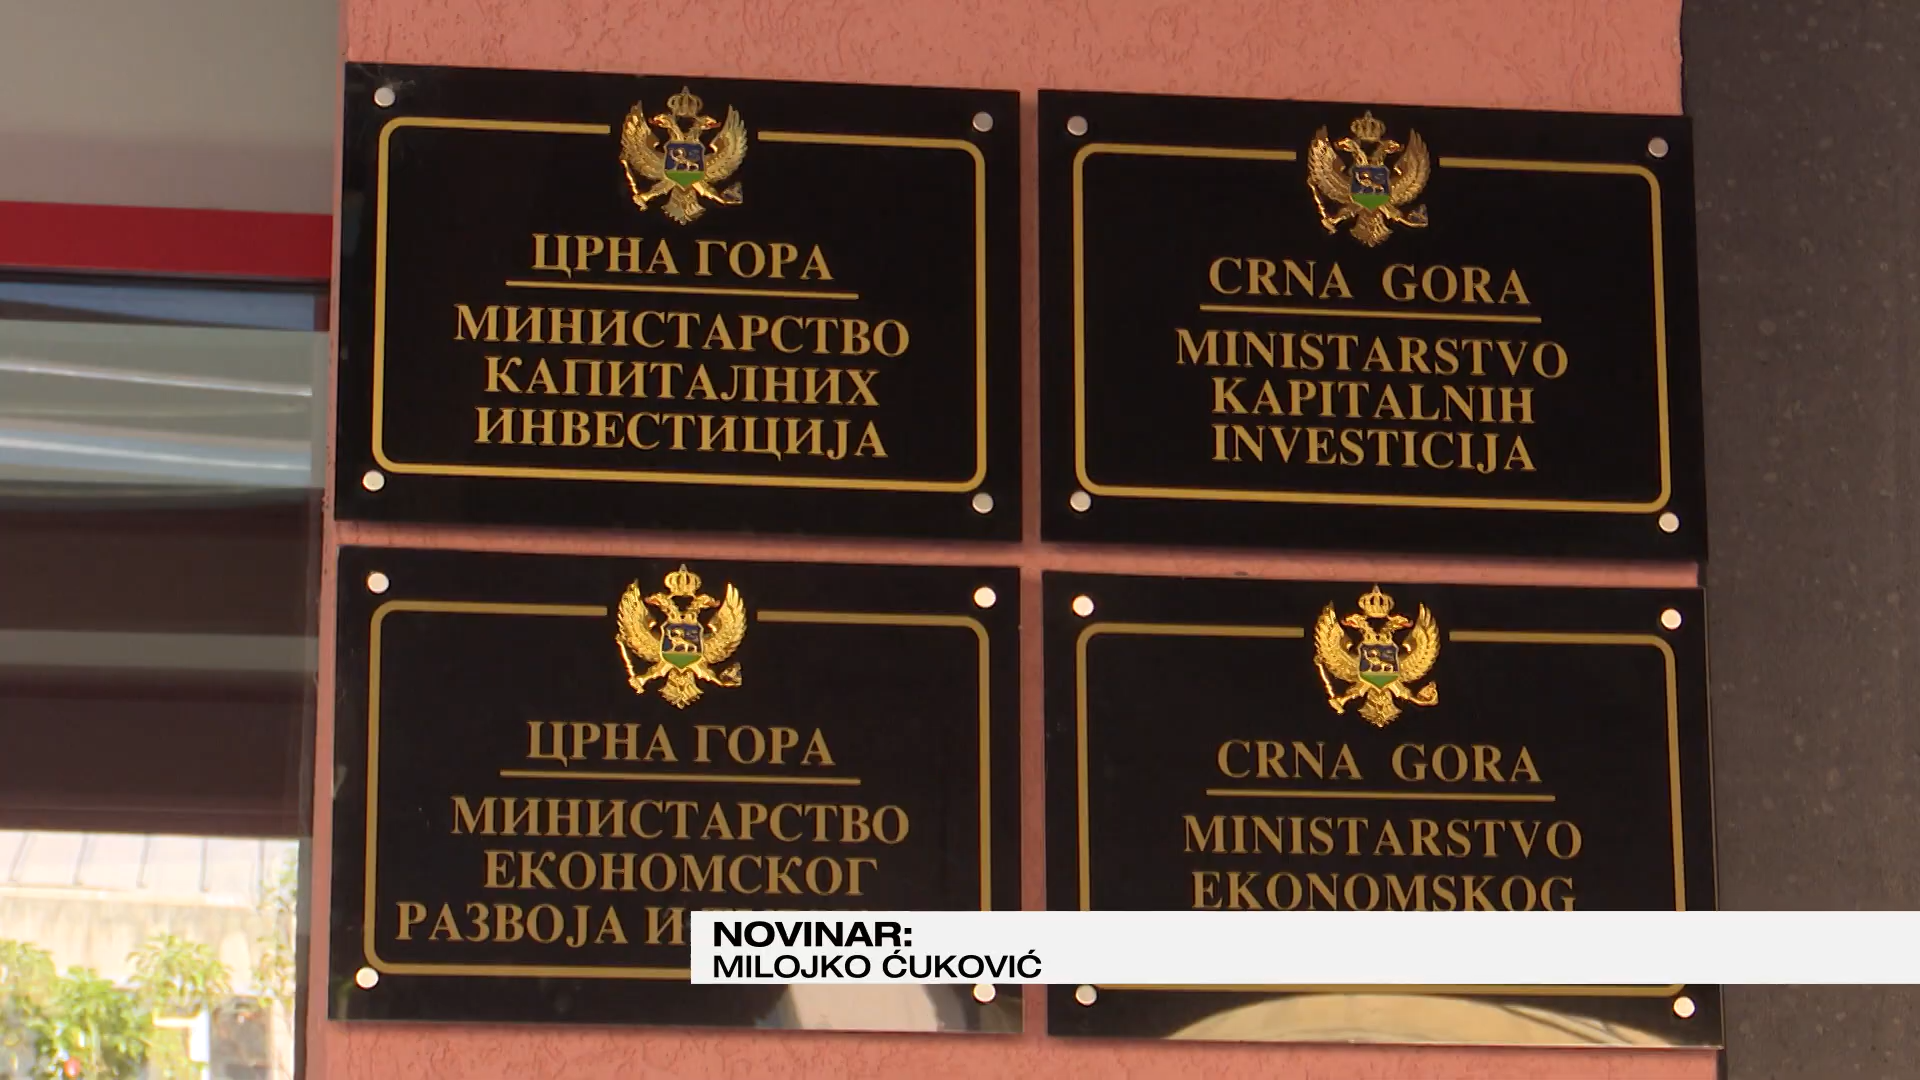 ЦРНА ГОРА
МИНИСТАРСТВО
КАПИТАЛНИХ
ИНВЕСТИЦИЈА
CRNA GORA
MINISTARSTVO
KAPITALNIH
INVESTICIJA
ЦРНА ГОРА
МИНИСТАРСТВО
ЕКОНОМСКОГ
РАЗВОЈА И
CRNA GORA
MINISTARSTVO
EKONOMSKOG
NOVINAR:
MILOJKO ĆUKOVIĆ